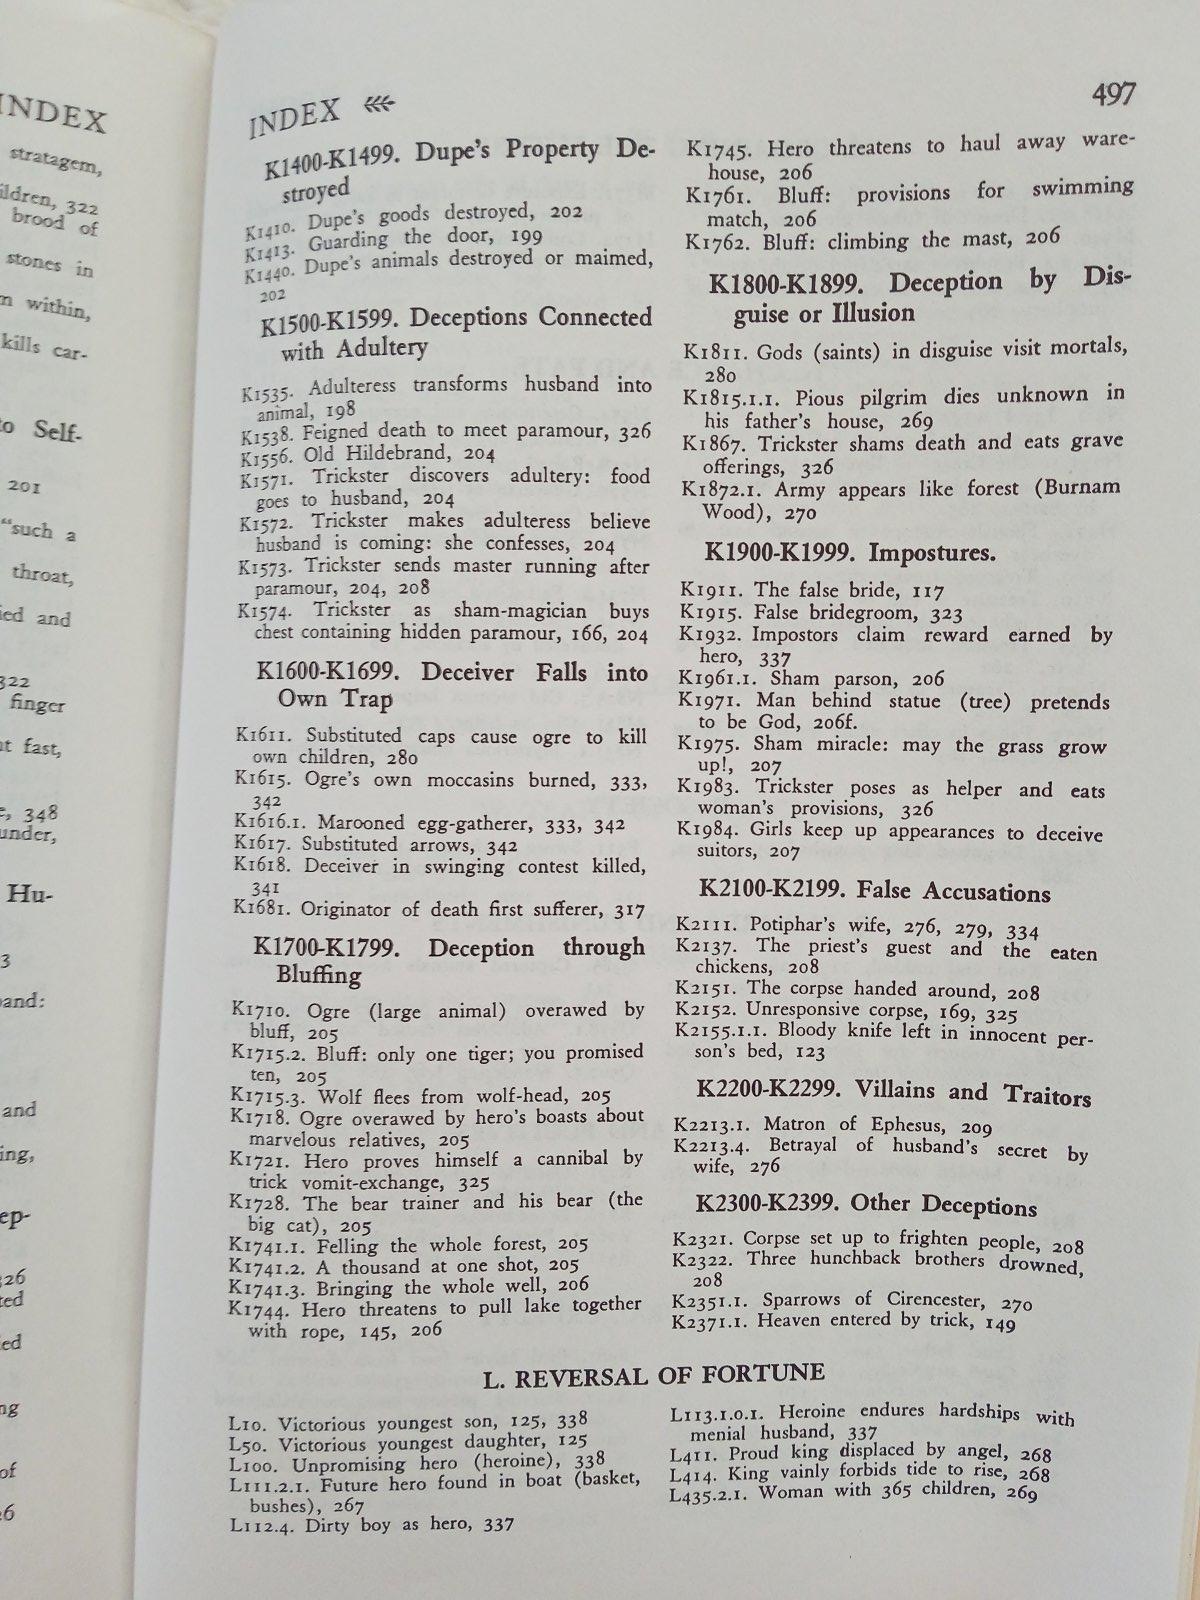 INDEX
stratagem,
ildren, 322
brood of
stones in
within,
kills car-
Self-
201
"such a
throat,
and
322
finger
fast,
348
under,
Hu-
and
26
of
INDEX
497
K1400-K1499. Dupe's Property De-
stroyed
K1410. Dupe's goods destroyed, 202
K1413. Guarding the door, 199
K1440. Dupe's animals destroyed or maimed,
202
K1500-K1599. Deceptions Connected
with Adultery
K1535. Adulteress transforms husband into
animal, 198
K1538. Feigned death to meet paramour, 326
K1556. Old Hildebrand, 204
K1571. Trickster discovers adultery: food
goes to husband, 204
K1572. Trickster makes adulteress believe
husband is coming: she confesses, 204
K1573. Trickster sends master running after
paramour, 204, 208
K1574. Trickster as sham-magician buys
chest containing hidden paramour, 166, 204
K1600-K1699. Deceiver Falls into
Own Trap
K1611. Substituted caps cause ogre to kill
own children, 280
K1615. Ogre's own moccasins burned, 333,
342
K1616.1. Marooned egg-gatherer, 333, 342
K1617. Substituted arrows, 342
K1618. Deceiver in swinging contest killed,
341
K1681. Originator of death first sufferer, 317
K1700-K1799. Deception through
Bluffing
K1710. Ogre (large animal) overawed by
bluff, 205
K1715.2. Bluff: only one tiger; you promised
ten, 205
K1715.3. Wolf flees from wolf-head, 205
K1718. Ogre overawed by hero's boasts about
marvelous relatives, 205
K1721. Hero proves himself a cannibal by
trick vomit-exchange, 325
K1728. The bear trainer and his bear (the
big cat), 205
K1741.1. Felling the whole forest, 205
K1741.2. A thousand at one shot, 205
K1741.3. Bringing the whole well, 206
K1744. Hero threatens to pull lake together
with rope, 145, 206
K1745. Hero threatens to haul away ware-
house, 206
K1761. Bluff: provisions for swimming
match, 206
K1762. Bluff: climbing the mast, 206
K1800-K1899. Deception by Dis-
guise or Illusion
K1811. Gods (saints) in disguise visit mortals,
280
K1815.1.1. Pious pilgrim dies unknown in
his father's house, 269
K1867. Trickster shams death and eats grave
offerings, 326
K1872.1. Army appears like forest (Burnam
Wood), 270
K1900-K1999. Impostures.
K1911. The false bride, 117
K1915. False bridegroom, 323
K1932. Impostors claim reward earned by
hero, 337
K1961.1. Sham parson, 206
K1971. Man behind statue (tree) pretends
to be God, 206f.
K1975. Sham miracle: may the grass grow
up!, 207
K1983. Trickster poses as helper and eats
woman's provisions, 326
K1984. Girls keep up appearances to deceive
suitors, 207
K2100-K2199. False Accusations
K2111. Potiphar's wife, 276, 279, 334
K2137. The priest's guest and the eaten
chickens, 208
K2151. The corpse handed around, 208
K2152. Unresponsive corpse, 169, 325
K2155.1.1. Bloody knife left in innocent per-
son's bed, 123
K2200-K2299. Villains and Traitors
K2213.1. Matron of Ephesus, 209
K2213.4. Betrayal of husband's secret by
wife, 276
K2300-K2399. Other Deceptions
K2321. Corpse set up to frighten people, 208
K2322. Three hunchback brothers drowned,
208
K2351.1. Sparrows of Cirencester, 270
K2371.1. Heaven entered by trick, 149
L. REVERSAL OF FORTUNE
L10. Victorious youngest son, 125, 338
L50. Victorious youngest daughter, 125
L100. Unpromising hero (heroine), 338
L111.2.1. Future hero found in boat (basket,
bushes), 267
L112.4. Dirty boy as hero, 337
L113.1.0.1. Heroine endures hardships with
menial husband, 337
L411. Proud king displaced by angel, 268
L414. King vainly forbids tide to rise, 268
L435.2.1. Woman with 365 children, 269